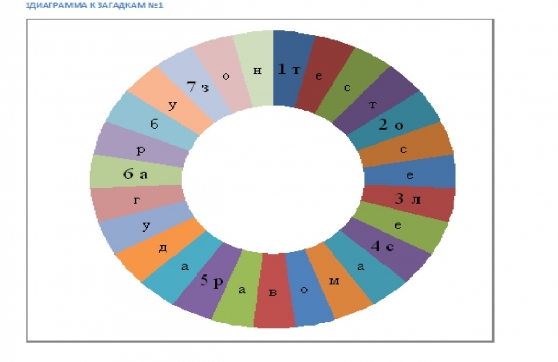 1ДИАГРАММА К ЗАГАДКАМ №1
1 т
е
с
т
2 о
с
е
3 л
е
4 с
а
м
о
в
а
5 р
а
д
у
г
6 а
р
б
у
7 з
о
н